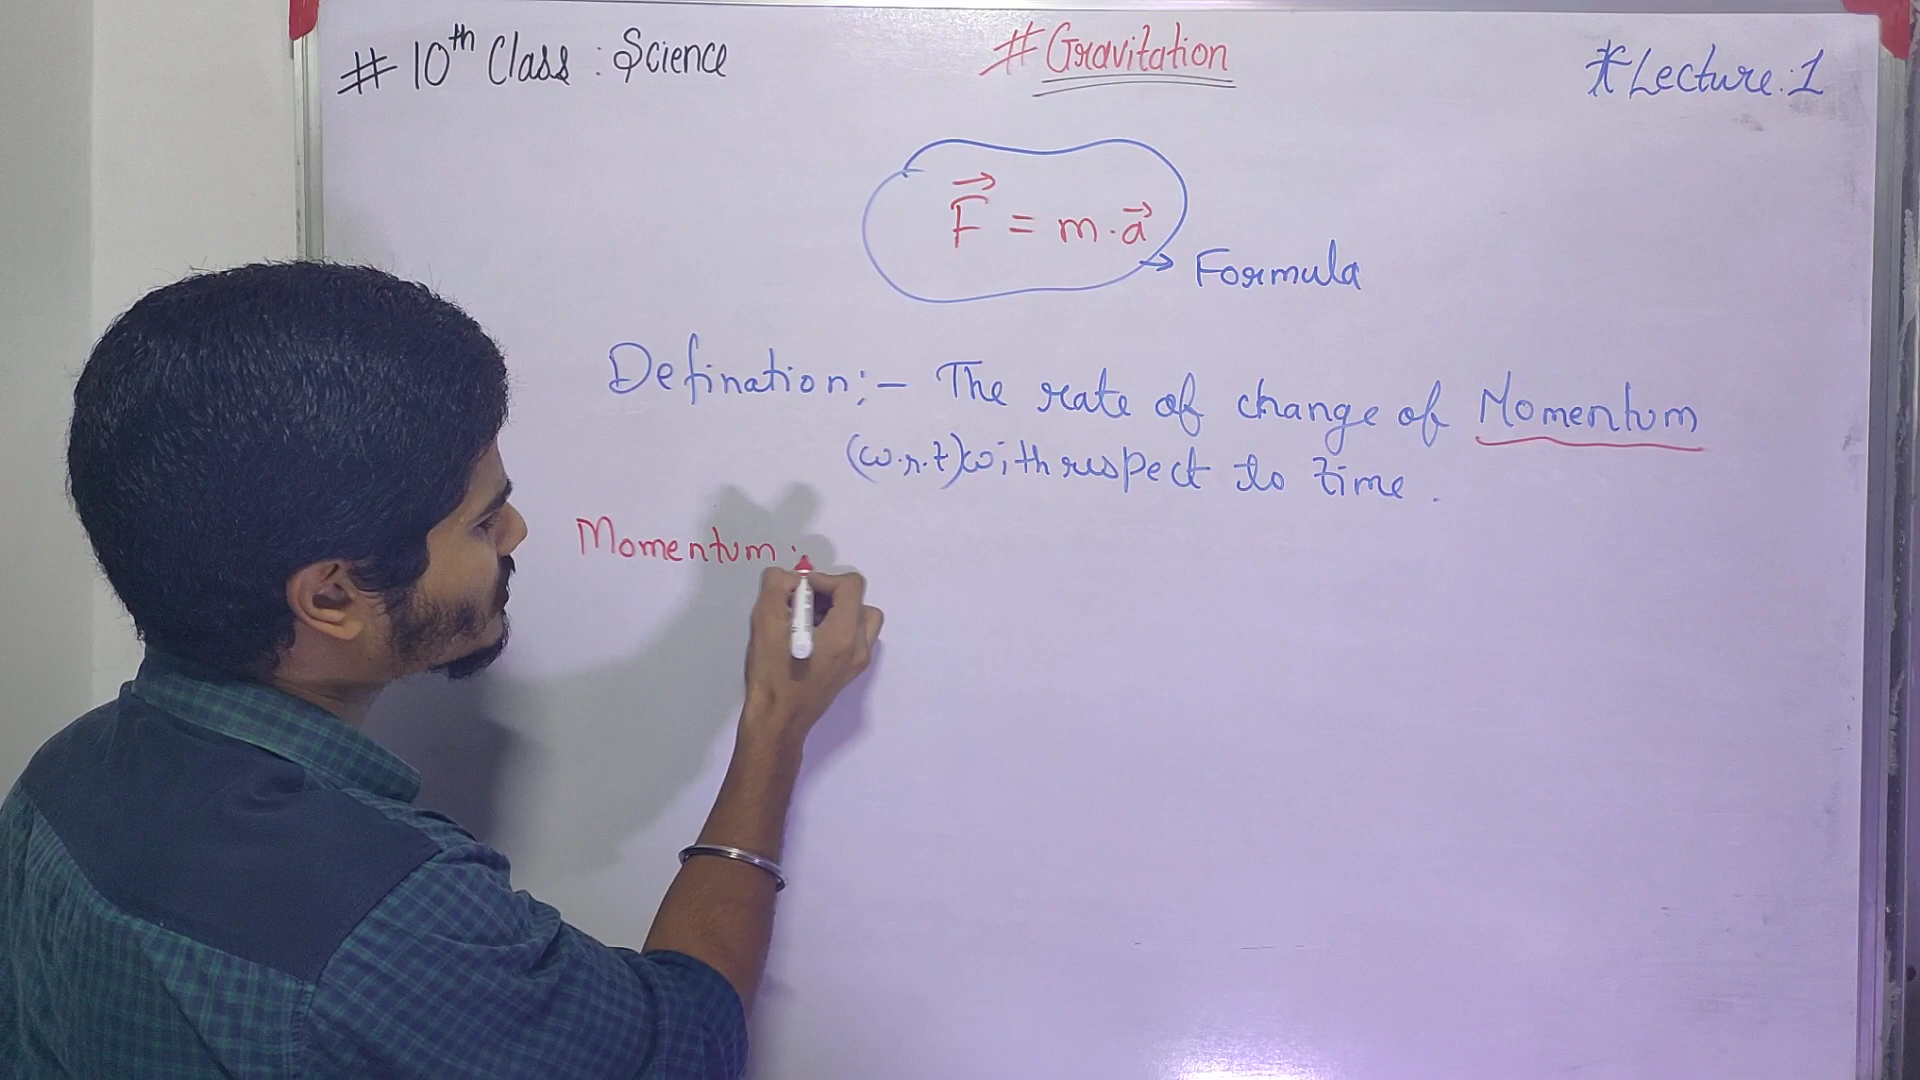 # 10th Class : Science
# Gravitation
* Lecture : 1
F⃗ = m . a⃗
→ Formula
Defination ;- The rate of change of Momentum
(w.r.t) with respect to time .
Momentum :